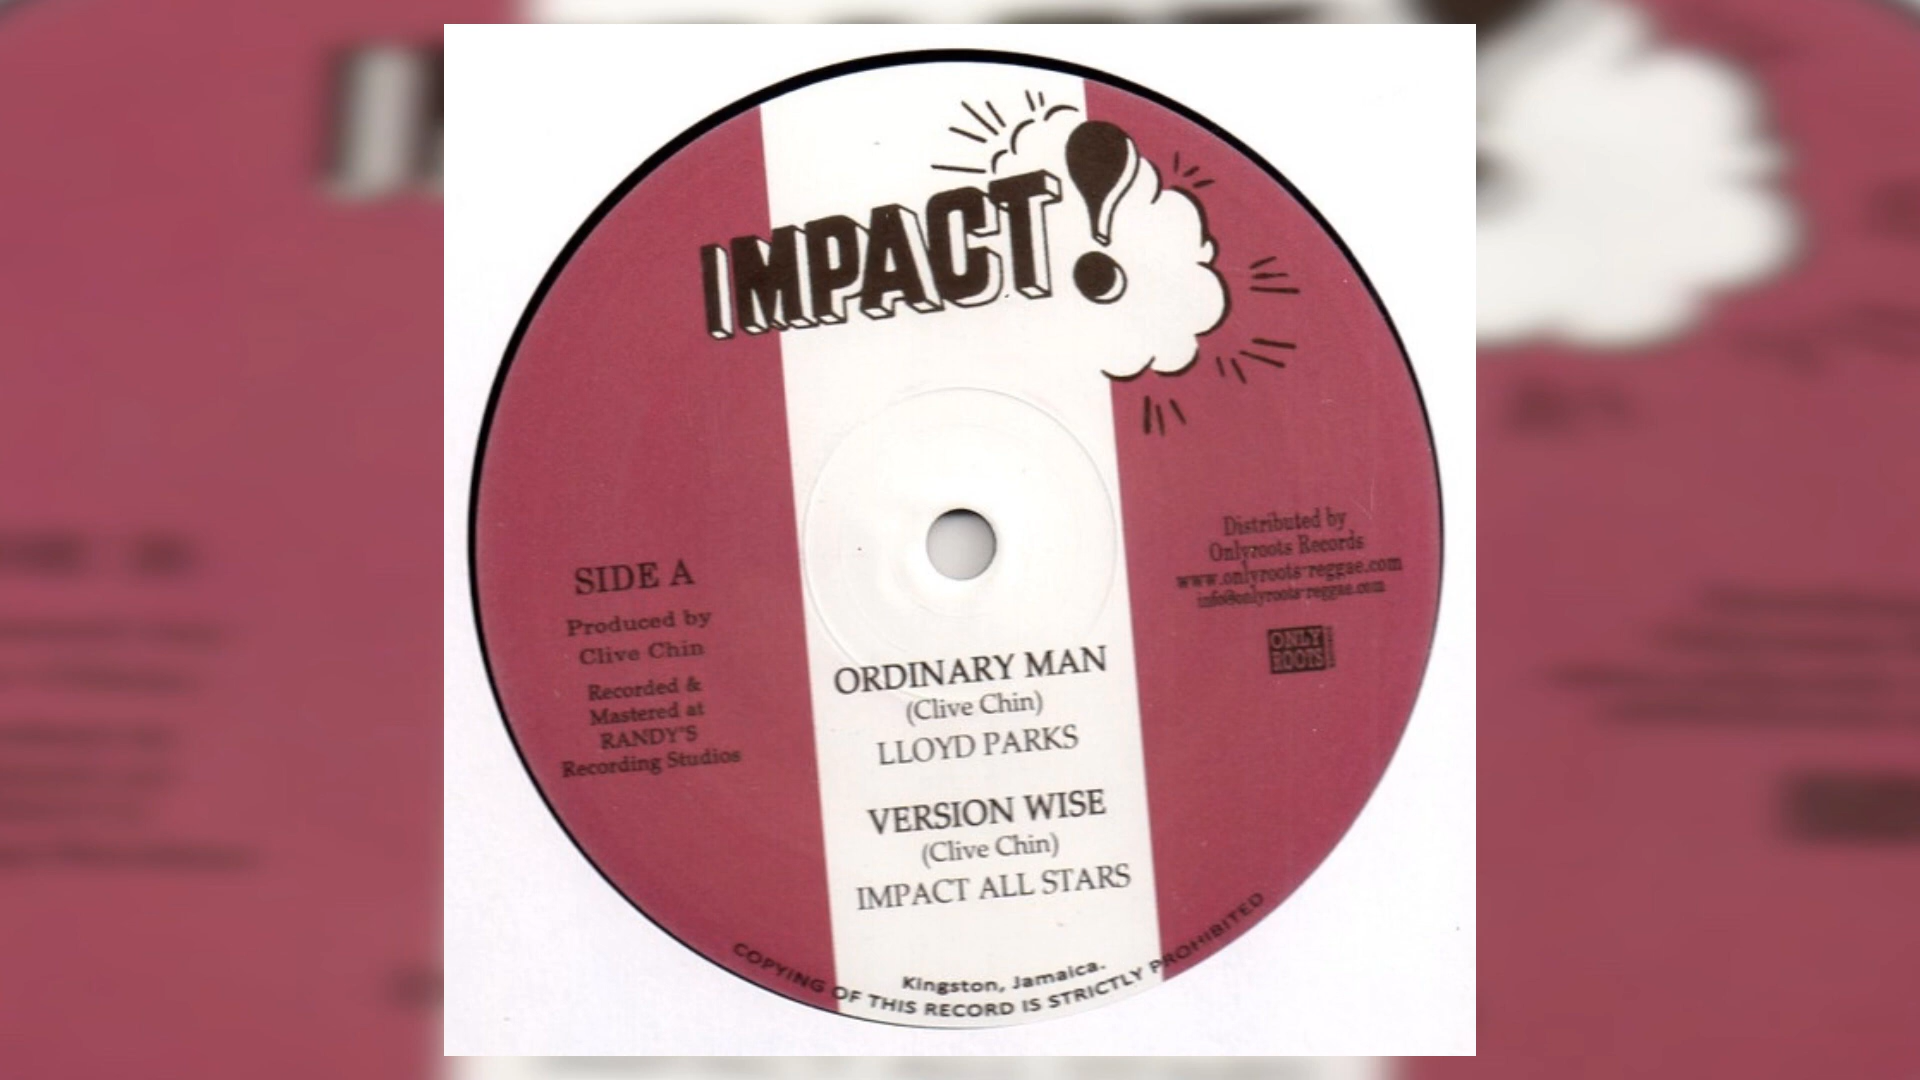 IMPACT!
SIDE A
Produced by
Clive Chin
Recorded &
Mastered at
RANDY'S
Recording Studios
Distributed by
Onlyroots Records
www.onlyroots-reggae.com
info@onlyroots-reggae.com
ONLY
ROOTS
ORDINARY MAN
(Clive Chin)
LLOYD PARKS
VERSION WISE
(Clive Chin)
IMPACT ALL STARS
Kingston, Jamaica.
COPYING OF THIS RECORD IS STRICTLY PROHIBITED